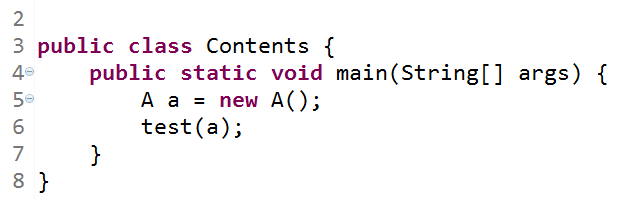 2
3 public class Contents {
4     public static void main(String[] args) {
5         A a = new A();
6         test(a);
7     }
8 }